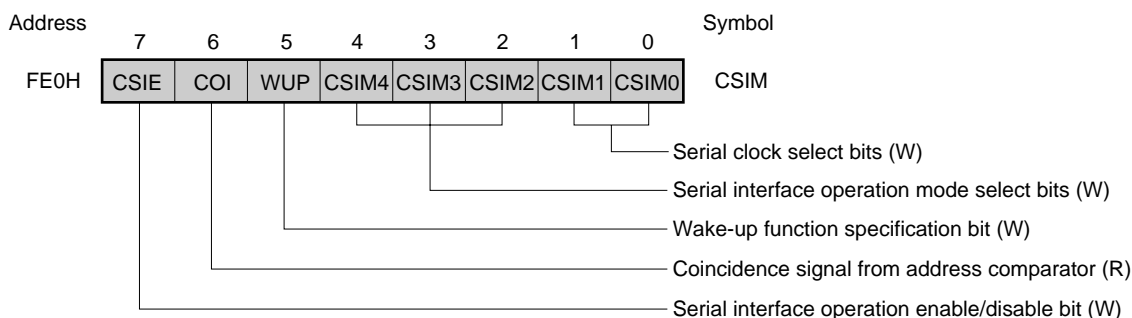 Address Symbol
7 6 5 4 3 2 1 0
FE0H CSIE COI WUP CSIM4 CSIM3 CSIM2 CSIM1 CSIM0 CSIM
Serial clock select bits (W)
Serial interface operation mode select bits (W)
Wake-up function specification bit (W)
Coincidence signal from address comparator (R)
Serial interface operation enable/disable bit (W)